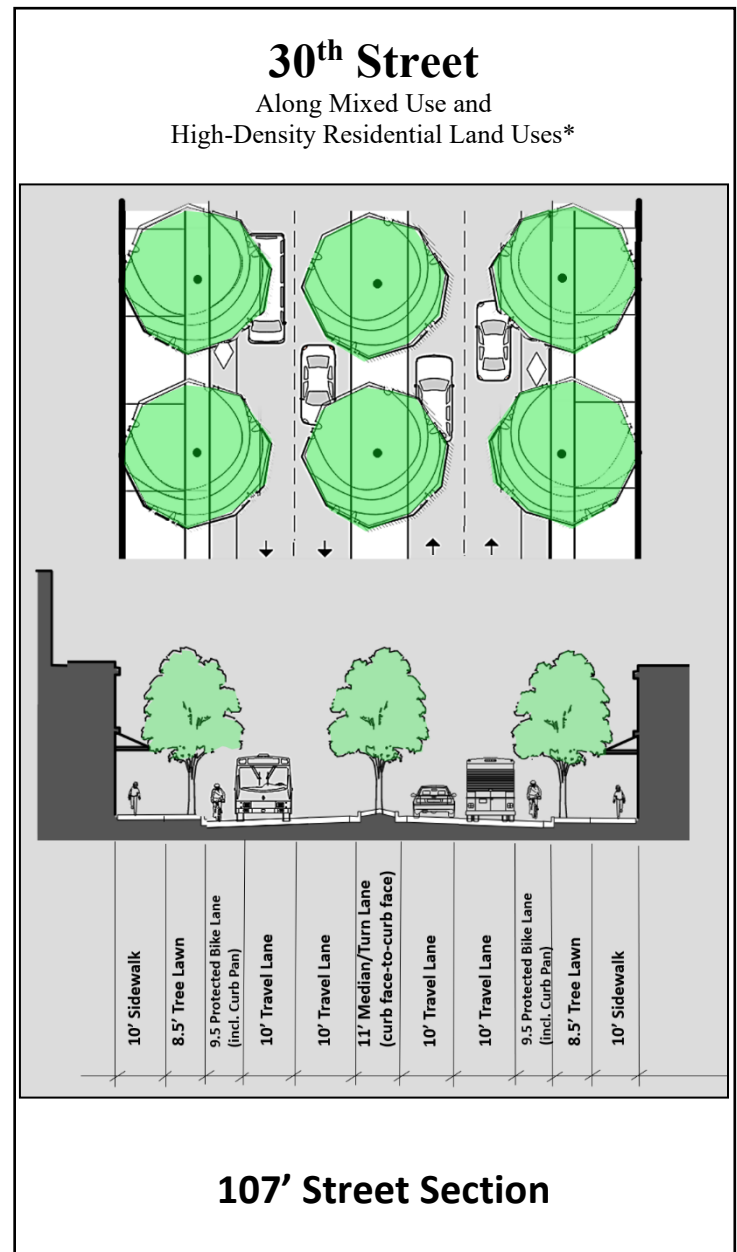 30th Street
Along Mixed Use and
High-Density Residential Land Uses*
10’ Sidewalk
8.5’ Tree Lawn
9.5 Protected Bike Lane
(incl. Curb Pan)
10’ Travel Lane
10’ Travel Lane
11’ Median/Turn Lane
(curb face-to-curb face)
10’ Travel Lane
10’ Travel Lane
9.5 Protected Bike Lane
(incl. Curb Pan)
8.5’ Tree Lawn
10’ Sidewalk
107’ Street Section